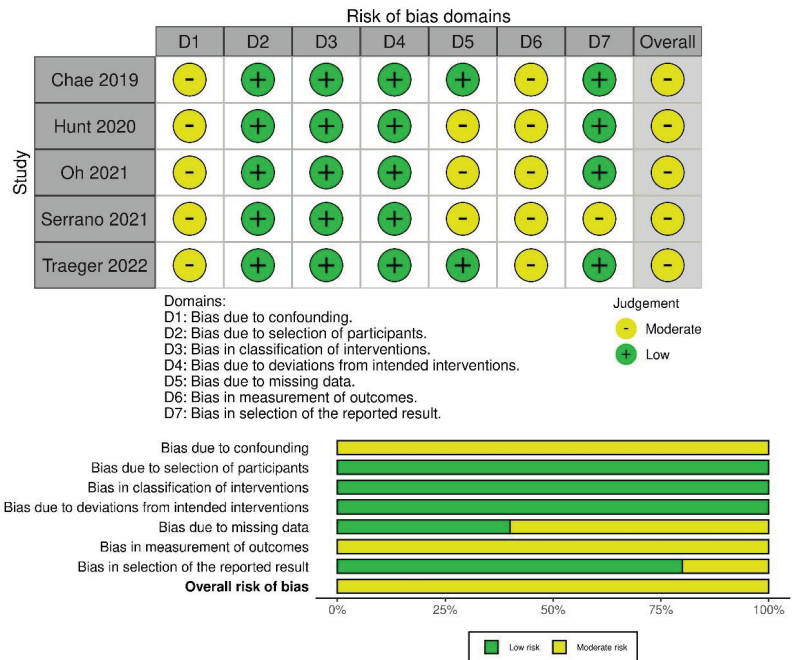 Risk of bias domains
D1 D2 D3 D4 D5 D6 D7 Overall
Study
Chae 2019 - + + + + - + -
Hunt 2020 - + + + - - + -
Oh 2021 - + + + - - + -
Serrano 2021 - + + + - - - -
Traeger 2022 - + + + + - + -
Domains:
D1: Bias due to confounding.
D2: Bias due to selection of participants.
D3: Bias in classification of interventions.
D4: Bias due to deviations from intended interventions.
D5: Bias due to missing data.
D6: Bias in measurement of outcomes.
D7: Bias in selection of the reported result.
Judgement
- Moderate
+ Low
Bias due to confounding
Bias due to selection of participants
Bias in classification of interventions
Bias due to deviations from intended interventions
Bias due to missing data
Bias in measurement of outcomes
Bias in selection of the reported result
Overall risk of bias
0% 25% 50% 75% 100%
Low risk Moderate risk